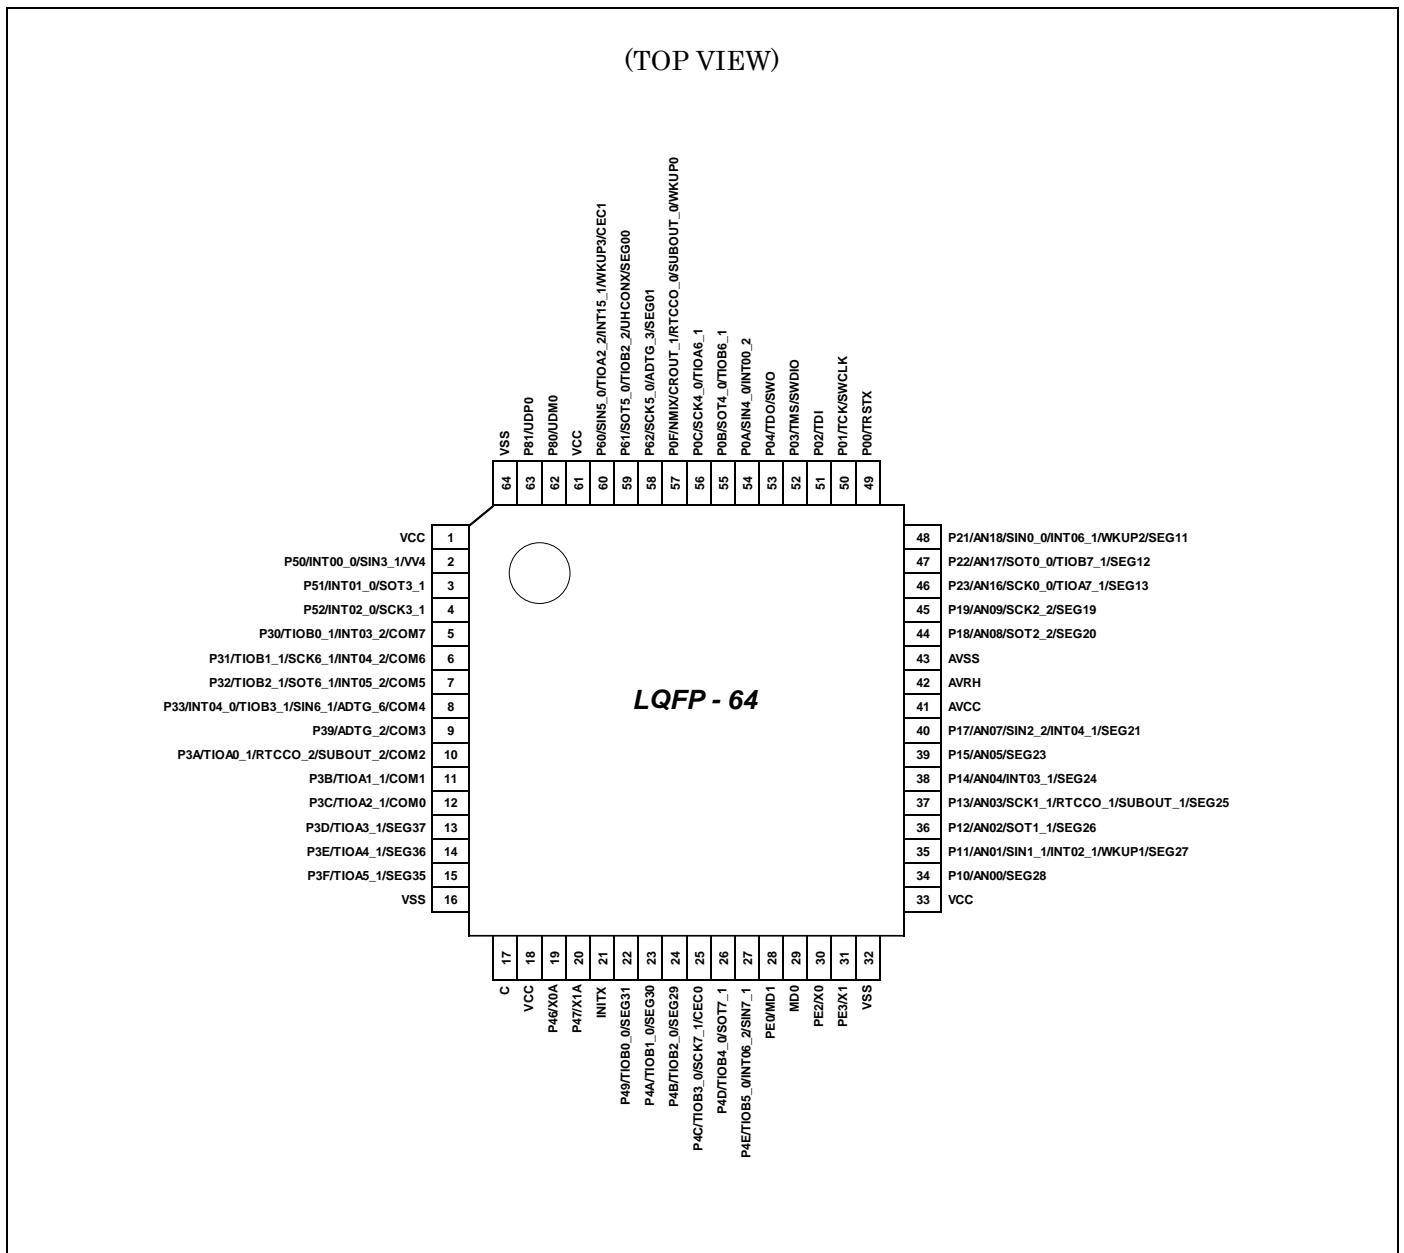 (TOP VIEW)
VSS
P81/UDP0
P80/UDM0
VCC
P60/SIN5_0/TIOA2_2/INT15_1/WKUP3/CEC1
P61/SOT5_0/TIOB2_2/UHCONX/SEG00
P62/SCK5_0/ADTG_3/SEG01
P0F/NMIX/CROUT_1/RTCCO_0/SUBOUT_0/WKUP0
P0C/SCK4_0/TIOA6_1
P0B/SOT4_0/TIOB6_1
P0A/SIN4_0/INT00_2
P04/TDO/SWO
P03/TMS/SWDIO
P02/TDI
P01/TCK/SWCLK
P00/TRSTX
64 63 62 61 60 59 58 57 56 55 54 53 52 51 50 49
VCC 1
P50/INT00_0/SIN3_1/VV4 2
P51/INT01_0/SOT3_1 3
P52/INT02_0/SCK3_1 4
P30/TIOB0_1/INT03_2/COM7 5
P31/TIOB1_1/SCK6_1/INT04_2/COM6 6
P32/TIOB2_1/SOT6_1/INT05_2/COM5 7
P33/INT04_0/TIOB3_1/SIN6_1/ADTG_6/COM4 8
P39/ADTG_2/COM3 9
P3A/TIOA0_1/RTCCO_2/SUBOUT_2/COM2 10
P3B/TIOA1_1/COM1 11
P3C/TIOA2_1/COM0 12
P3D/TIOA3_1/SEG37 13
P3E/TIOA4_1/SEG36 14
P3F/TIOA5_1/SEG35 15
VSS 16
LQFP - 64
48 P21/AN18/SIN0_0/INT06_1/WKUP2/SEG11
47 P22/AN17/SOT0_0/TIOB7_1/SEG12
46 P23/AN16/SCK0_0/TIOA7_1/SEG13
45 P19/AN09/SCK2_2/SEG19
44 P18/AN08/SOT2_2/SEG20
43 AVSS
42 AVRH
41 AVCC
40 P17/AN07/SIN2_2/INT04_1/SEG21
39 P15/AN05/SEG23
38 P14/AN04/INT03_1/SEG24
37 P13/AN03/SCK1_1/RTCCO_1/SUBOUT_1/SEG25
36 P12/AN02/SOT1_1/SEG26
35 P11/AN01/SIN1_1/INT02_1/WKUP1/SEG27
34 P10/AN00/SEG28
33 VCC
17 18 19 20 21 22 23 24 25 26 27 28 29 30 31 32
C
VCC
P46/X0A
P47/X1A
INITX
P49/TIOB0_0/SEG31
P4A/TIOB1_0/SEG30
P4B/TIOB2_0/SEG29
P4C/TIOB3_0/SCK7_1/CEC0
P4D/TIOB4_0/SOT7_1
P4E/TIOB5_0/INT06_2/SIN7_1
PE0/MD1
MD0
PE2/X0
PE3/X1
VSS